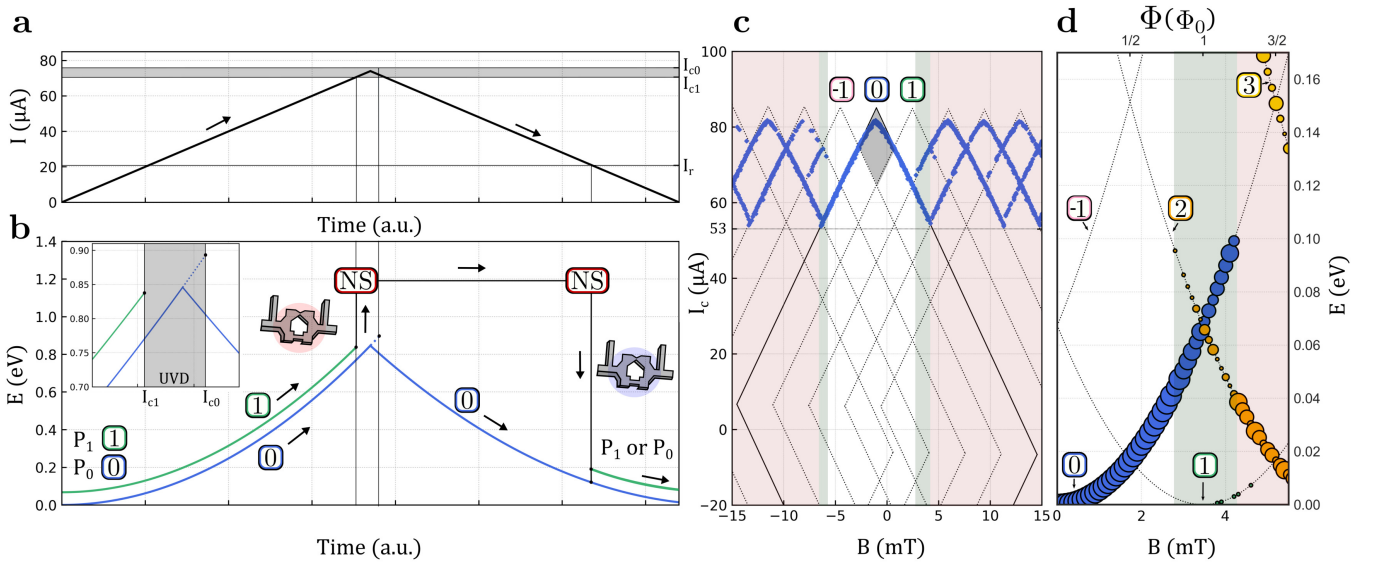 a
80
60
40
20
0
I (μA)
I_c0
I_c1
I_r
Time (a.u.)
b
1.4
1.2
1.0
0.8
0.6
0.4
0.2
0.0
E (eV)
0.90
0.85
0.80
0.75
0.70
UVD
I_c1
I_c0
NS
NS
1
0
0
P_1 1
P_0 0
P_1 or P_0
Time (a.u.)
c
100
80
60
53
40
20
0
−20
I_c (μA)
-1
0
1
−15
−10
−5
0
5
10
15
B (mT)
d
Φ(Φ_0)
1/2
1
3/2
3
-1
2
0
1
0.16
0.14
0.12
0.10
0.08
0.06
0.04
0.02
0.00
E (eV)
0
2
4
B (mT)